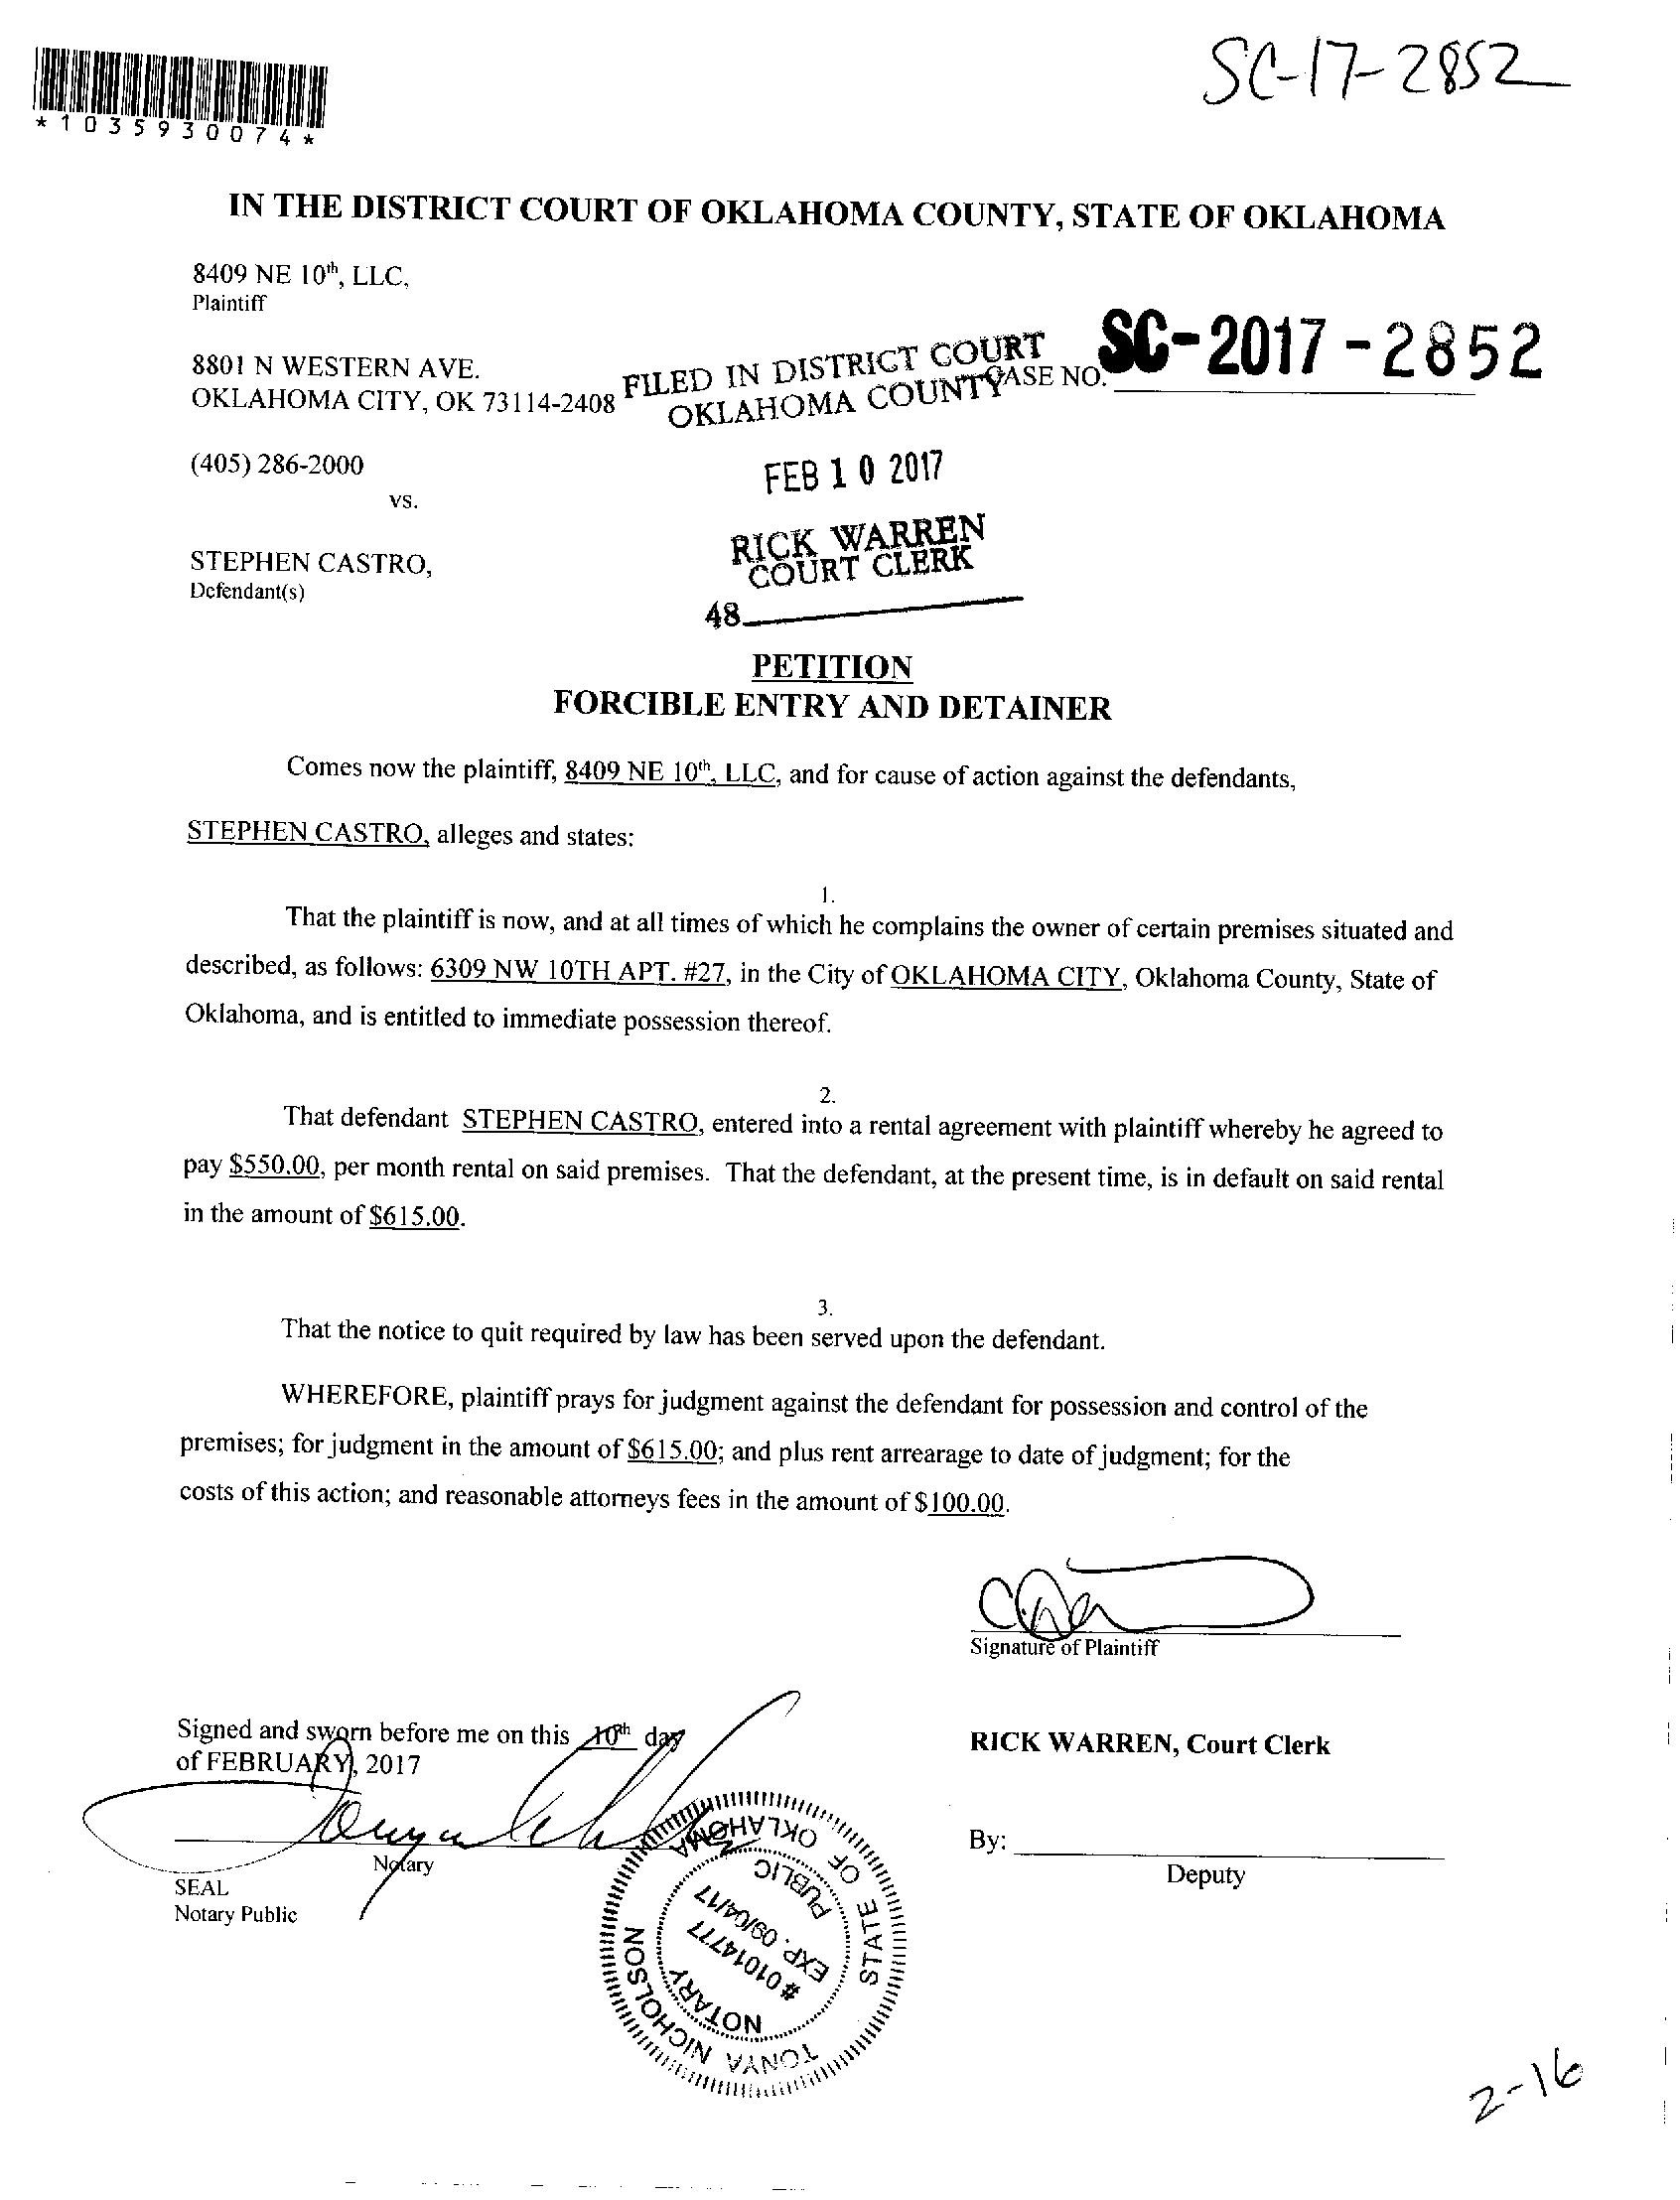 SC-17-2852
*1035930074*
IN THE DISTRICT COURT OF OKLAHOMA COUNTY, STATE OF OKLAHOMA
8409 NE 10th, LLC,
Plaintiff
8801 N WESTERN AVE.
OKLAHOMA CITY, OK 73114-2408
FILED IN DISTRICT COURT
OKLAHOMA COUNTY
CASE NO. SC-2017-2852
(405) 286-2000
FEB 10 2017
vs.
RICK WARREN
COURT CLERK
STEPHEN CASTRO,
Defendant(s)
48
PETITION
FORCIBLE ENTRY AND DETAINER
Comes now the plaintiff, 8409 NE 10th, LLC, and for cause of action against the defendants,
STEPHEN CASTRO, alleges and states:
1.
That the plaintiff is now, and at all times of which he complains the owner of certain premises situated and
described, as follows: 6309 NW 10TH APT. #27, in the City of OKLAHOMA CITY, Oklahoma County, State of
Oklahoma, and is entitled to immediate possession thereof.
2.
That defendant STEPHEN CASTRO, entered into a rental agreement with plaintiff whereby he agreed to
pay $550.00, per month rental on said premises. That the defendant, at the present time, is in default on said rental
in the amount of $615.00.
3.
That the notice to quit required by law has been served upon the defendant.
WHEREFORE, plaintiff prays for judgment against the defendant for possession and control of the
premises; for judgment in the amount of $615.00; and plus rent arrearage to date of judgment; for the
costs of this action; and reasonable attorneys fees in the amount of $100.00.
Signature of Plaintiff
Signed and sworn before me on this 10th day
of FEBRUARY, 2017
RICK WARREN, Court Clerk
Notary
SEAL
Notary Public
By:
Deputy
TONYA NICHOLSON
STATE OF OKLAHOMA
NOTARY
# 01014777
EXP. 09/04/17
PUBLIC
2-16